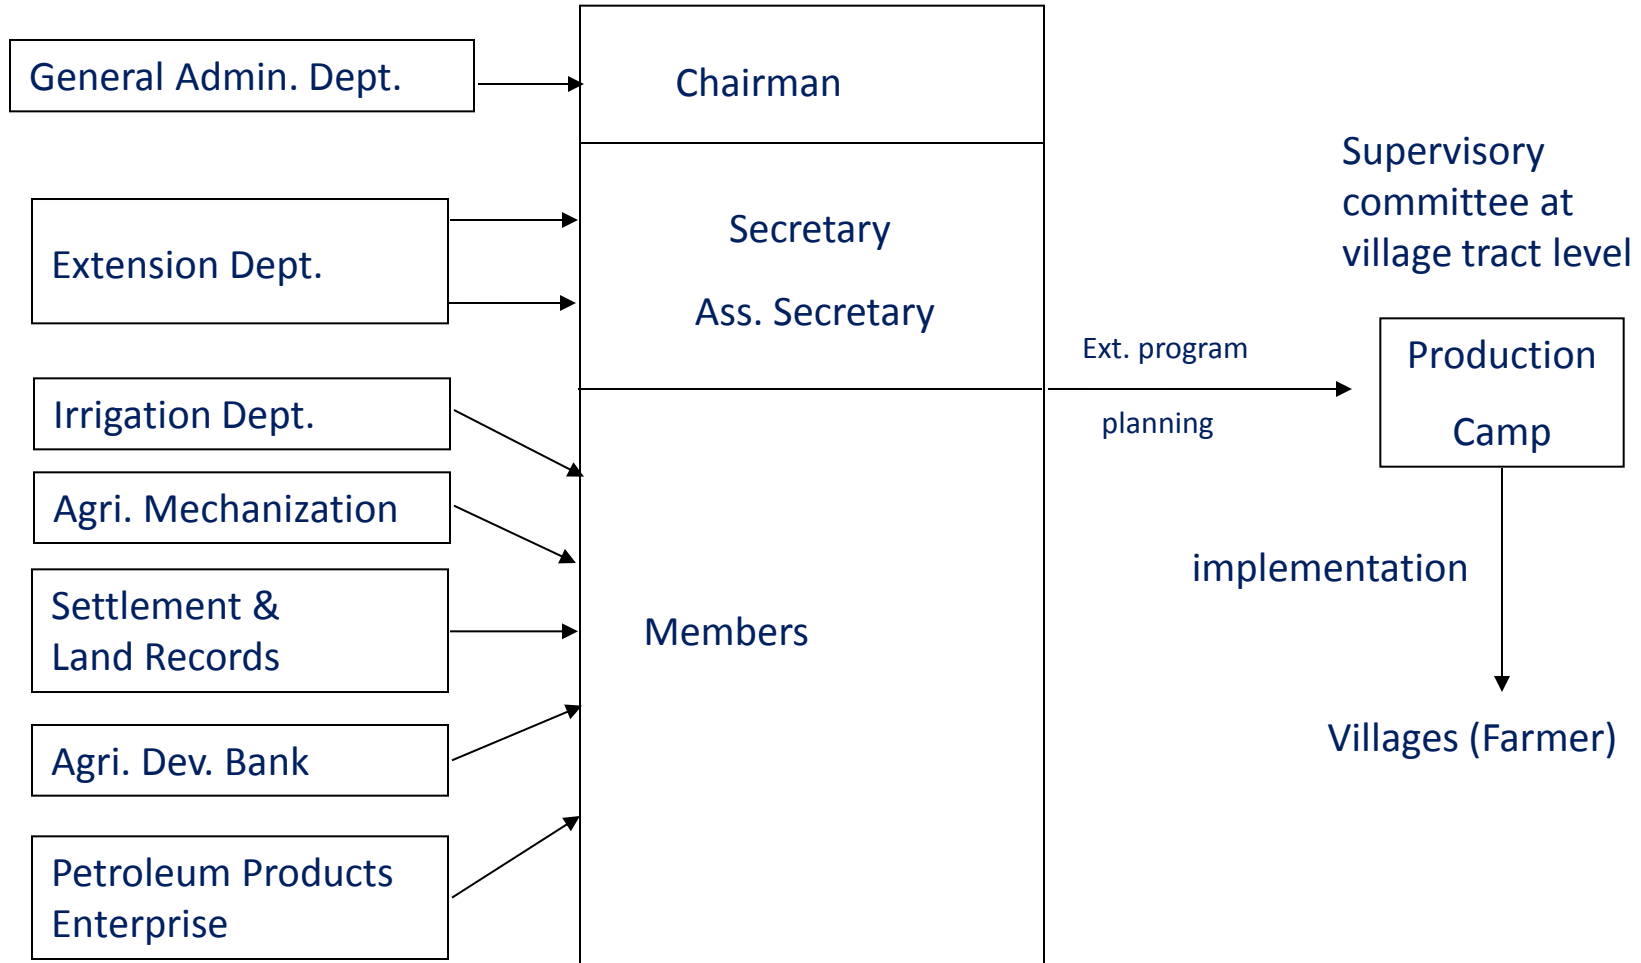 General Admin. Dept.
Extension Dept.
Irrigation Dept.
Agri. Mechanization
Settlement &
Land Records
Agri. Dev. Bank
Petroleum Products
Enterprise
Chairman
Secretary
Ass. Secretary
Members
Ext. program
planning
Supervisory
committee at
village tract level
Production
Camp
implementation
Villages (Farmer)